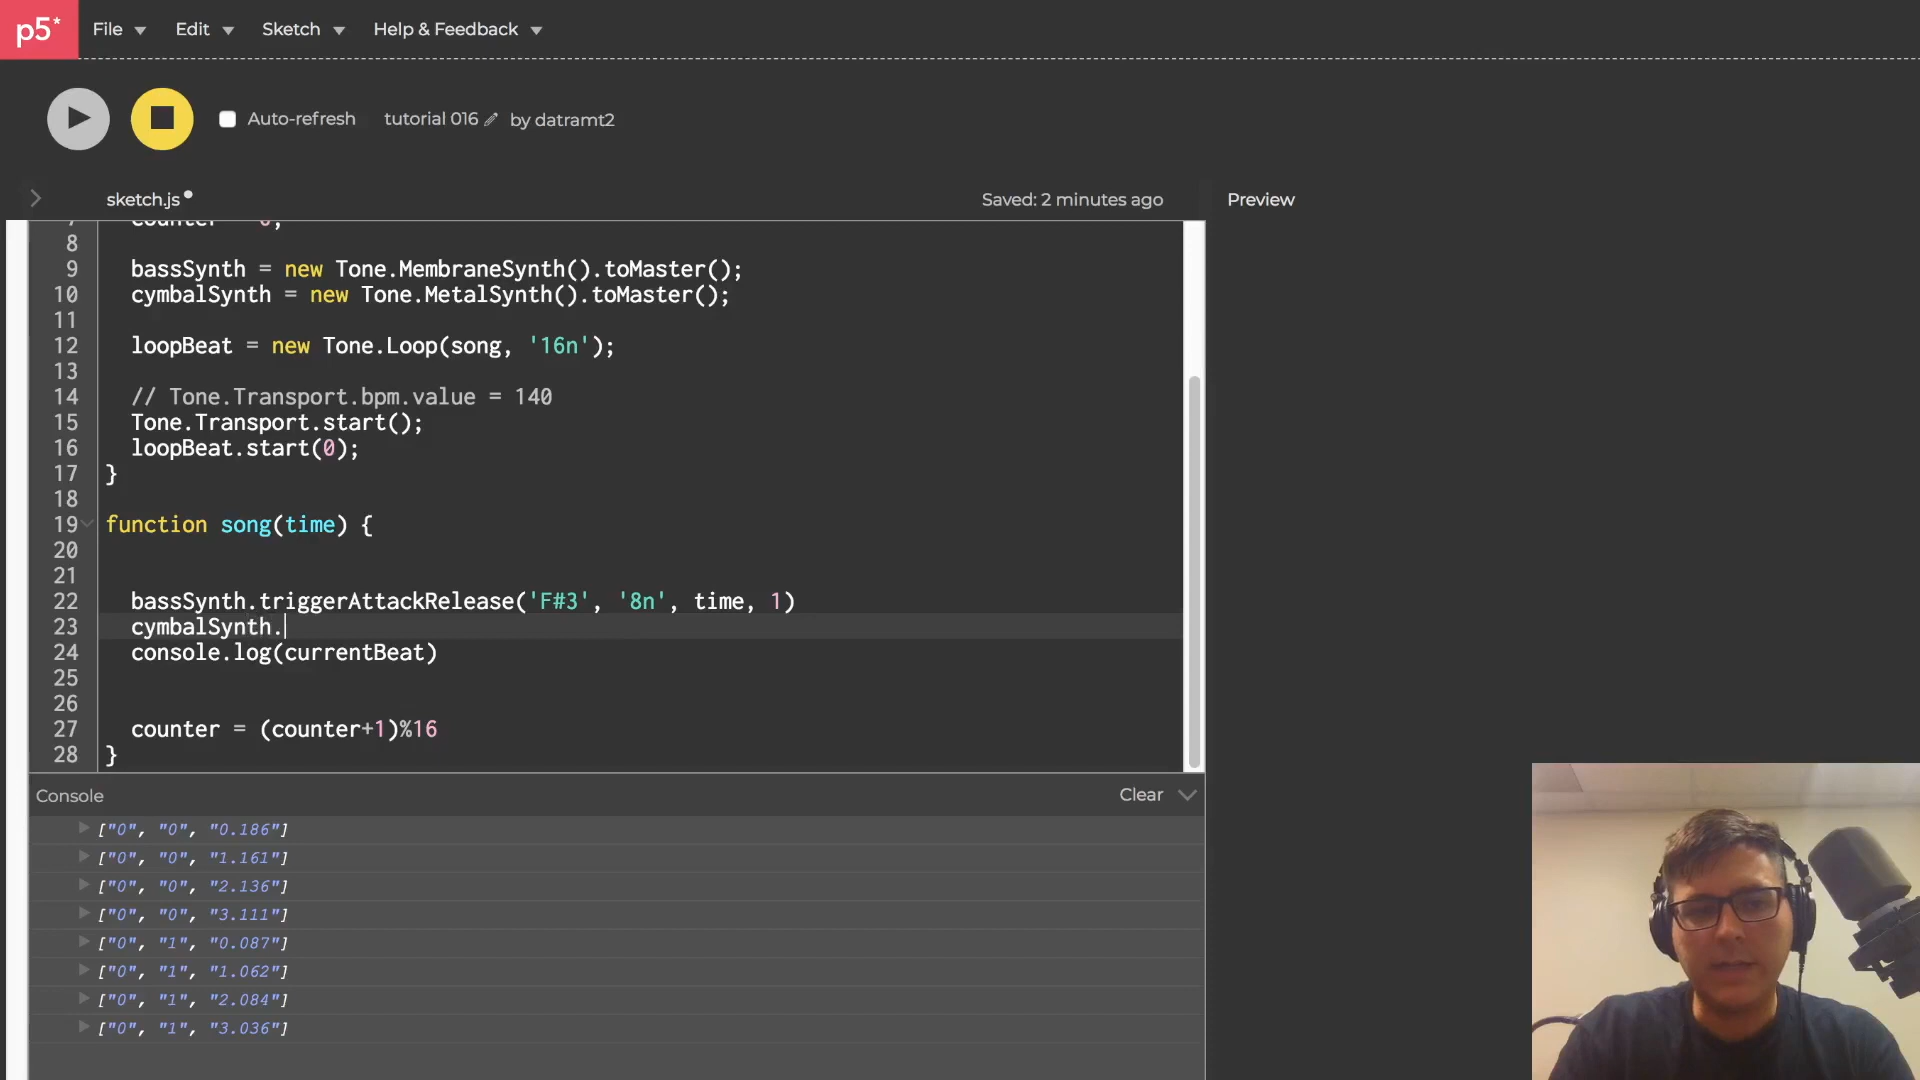 p5* File Edit Sketch Help & Feedback
Auto-refresh tutorial 016 by datramt2
sketch.js Saved: 2 minutes ago Preview
8
9 bassSynth = new Tone.MembraneSynth().toMaster();
10 cymbalSynth = new Tone.MetalSynth().toMaster();
11
12 loopBeat = new Tone.Loop(song, '16n');
13
14 // Tone.Transport.bpm.value = 140
15 Tone.Transport.start();
16 loopBeat.start(0);
17 }
18
19 function song(time) {
20
21
22 bassSynth.triggerAttackRelease('F#3', '8n', time, 1)
23 cymbalSynth.
24 console.log(currentBeat)
25
26
27 counter = (counter+1)%16
28 }
Console Clear
["0", "0", "0.186"]
["0", "0", "1.161"]
["0", "0", "2.136"]
["0", "0", "3.111"]
["0", "1", "0.087"]
["0", "1", "1.062"]
["0", "1", "2.084"]
["0", "1", "3.036"]